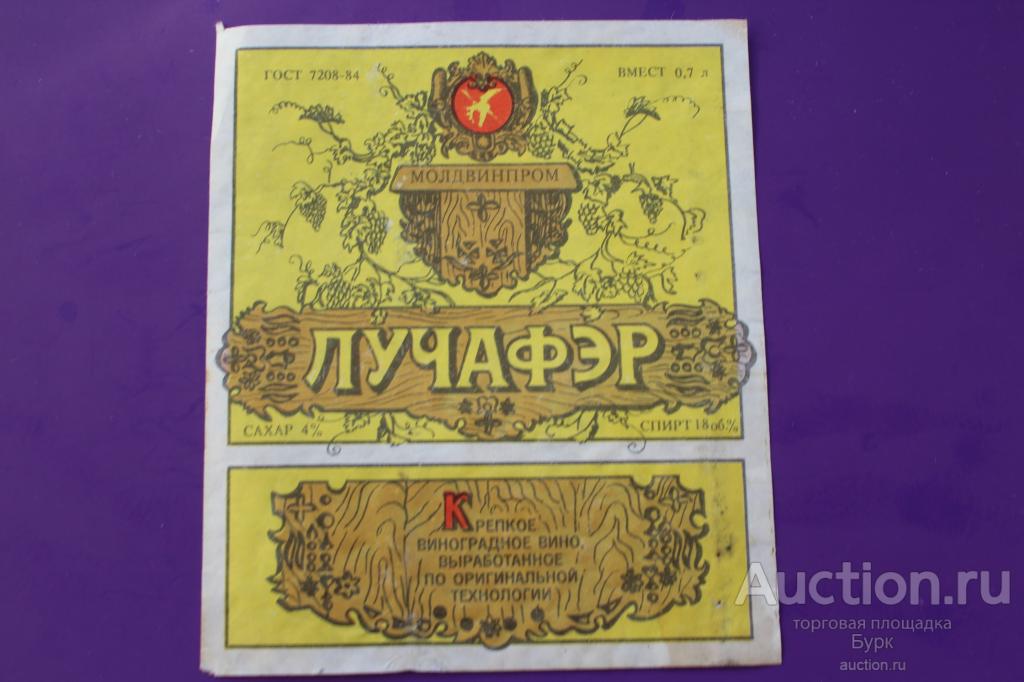 ГОСТ 7208-84
ВМЕСТ 0,7 л
МОЛДВИНПРОМ
ЛУЧАФЭР
САХАР 4%
СПИРТ 18 об.%
КРЕПКОЕ
ВИНОГРАДНОЕ ВИНО,
ВЫРАБОТАННОЕ
ПО ОРИГИНАЛЬНОЙ
ТЕХНОЛОГИИ
Auction.ru
торговая площадка
Бурк
auction.ru